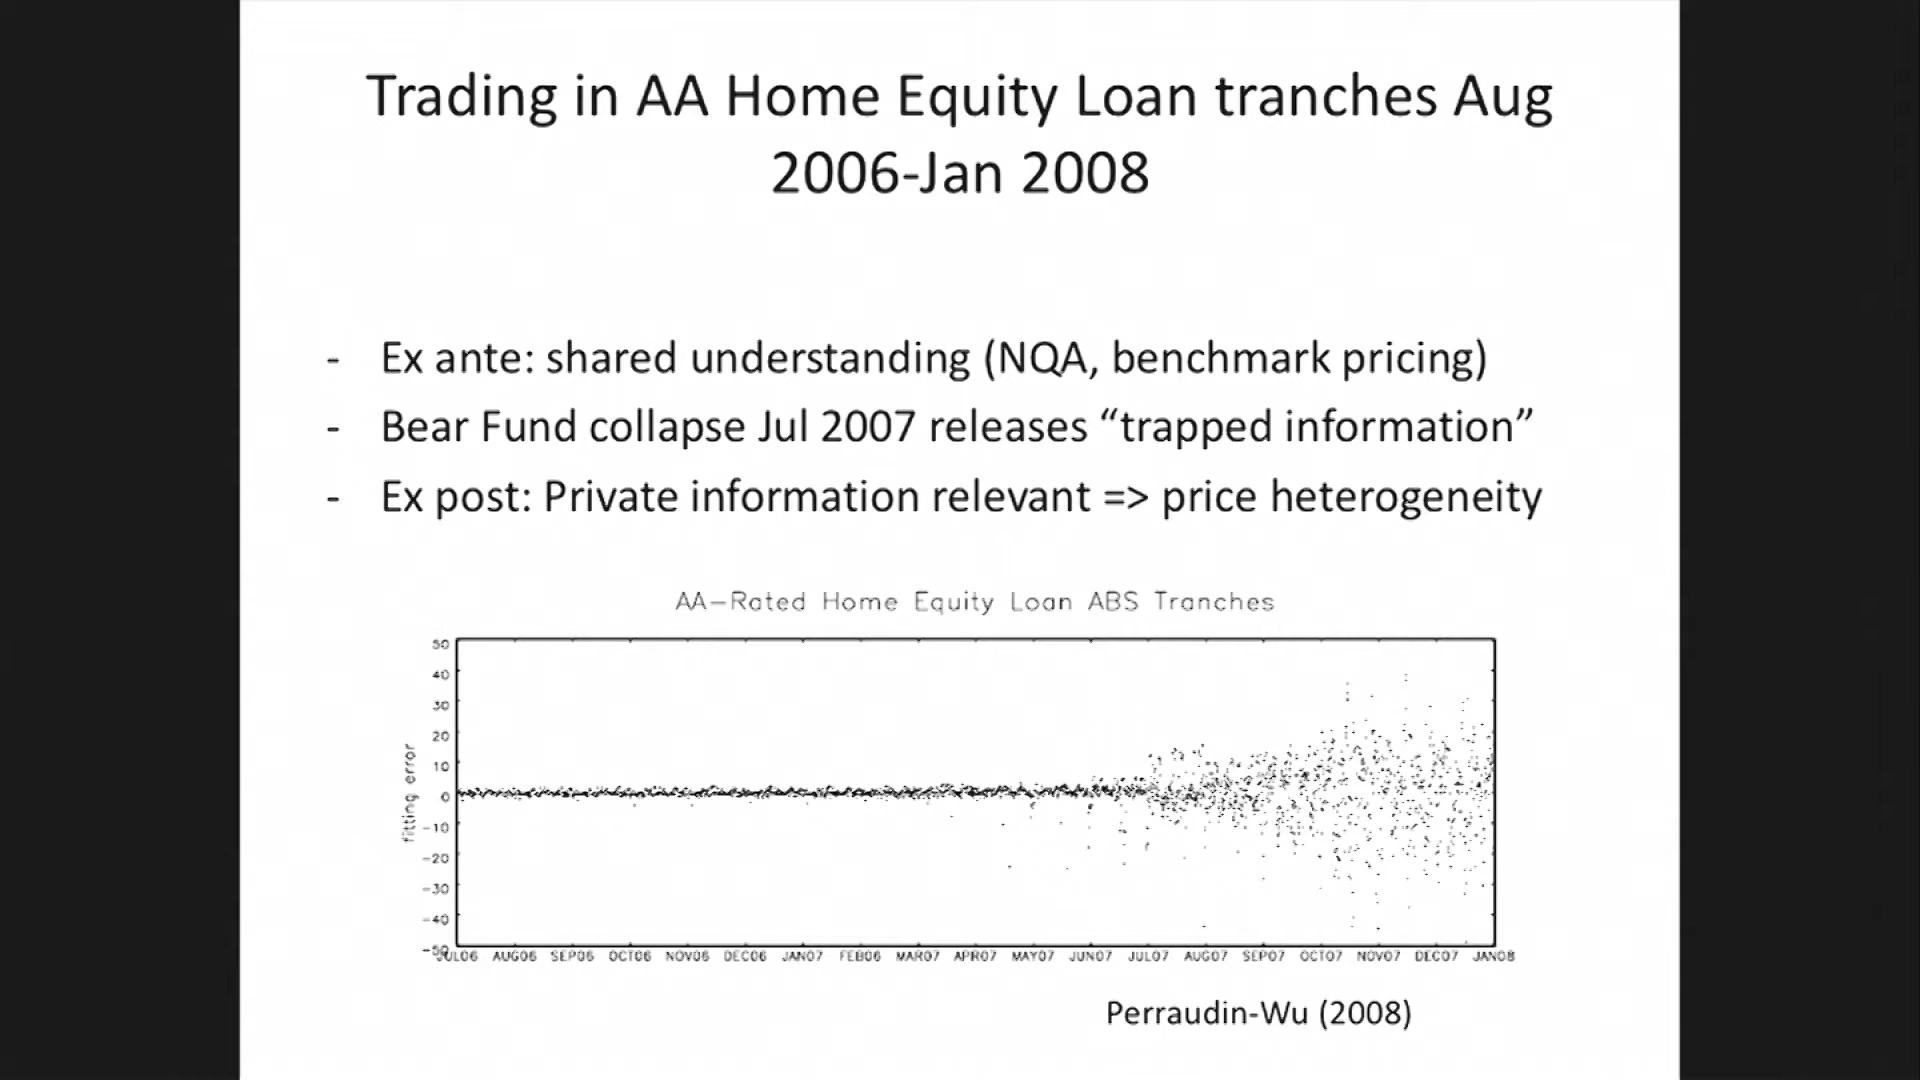 Trading in AA Home Equity Loan tranches Aug
2006-Jan 2008
- Ex ante: shared understanding (NQA, benchmark pricing)
- Bear Fund collapse Jul 2007 releases “trapped information”
- Ex post: Private information relevant => price heterogeneity
AA-Rated Home Equity Loan ABS Tranches
50
40
30
20
10
0
-10
-20
-30
-40
-50
fitting error
JUL06 AUG06 SEP06 OCT06 NOV06 DEC06 JAN07 FEB06 MAR07 APR07 MAY07 JUN07 JUL07 AUG07 SEP07 OCT07 NOV07 DEC07 JAN08
Perraudin-Wu (2008)